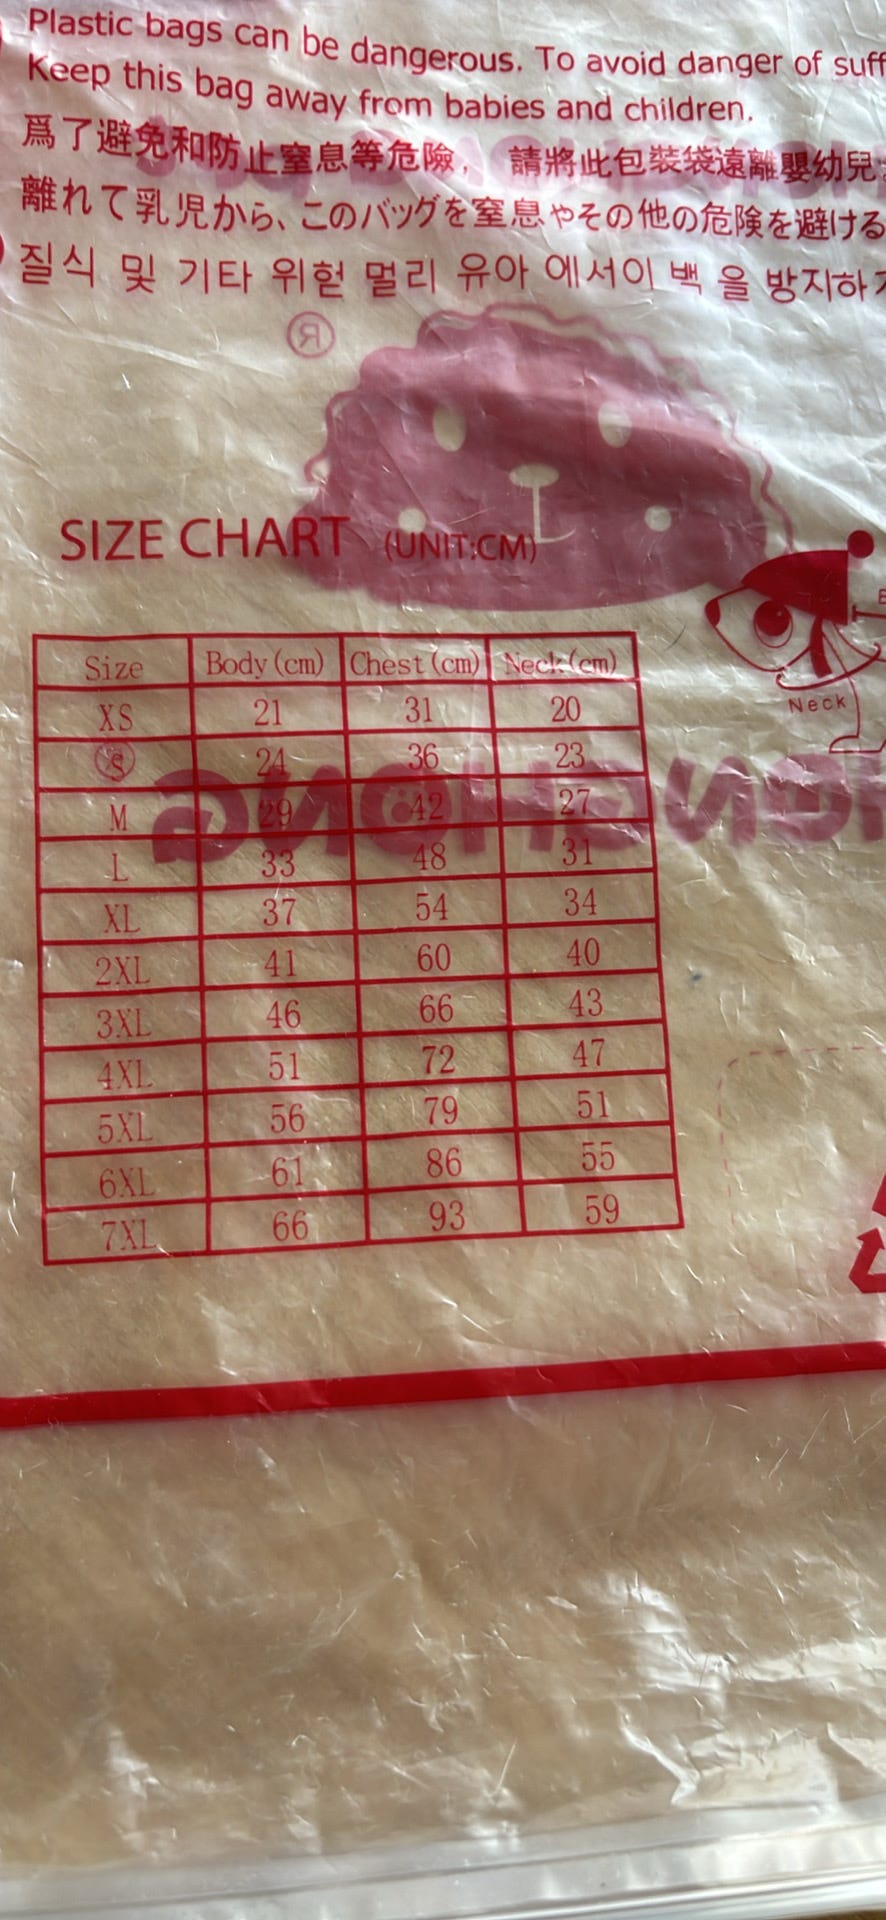 Plastic bags can be dangerous. To avoid danger of suff
Keep this bag away from babies and children.
爲了避免和防止窒息等危險， 請將此包裝袋遠離嬰幼兒
離れて乳児から、このバッグを窒息やその他の危険を避ける
질식 및 기타 위헏 멀리 유아 에서이 백 을 방지하기
®
SIZE CHART (UNIT:CM)
Neck
Size Body(cm) Chest(cm) Neck(cm)
XS 21 31 20
S 24 36 23
M 29 42 27
L 33 48 31
XL 37 54 34
2XL 41 60 40
3XL 46 66 43
4XL 51 72 47
5XL 56 79 51
6XL 61 86 55
7XL 66 93 59